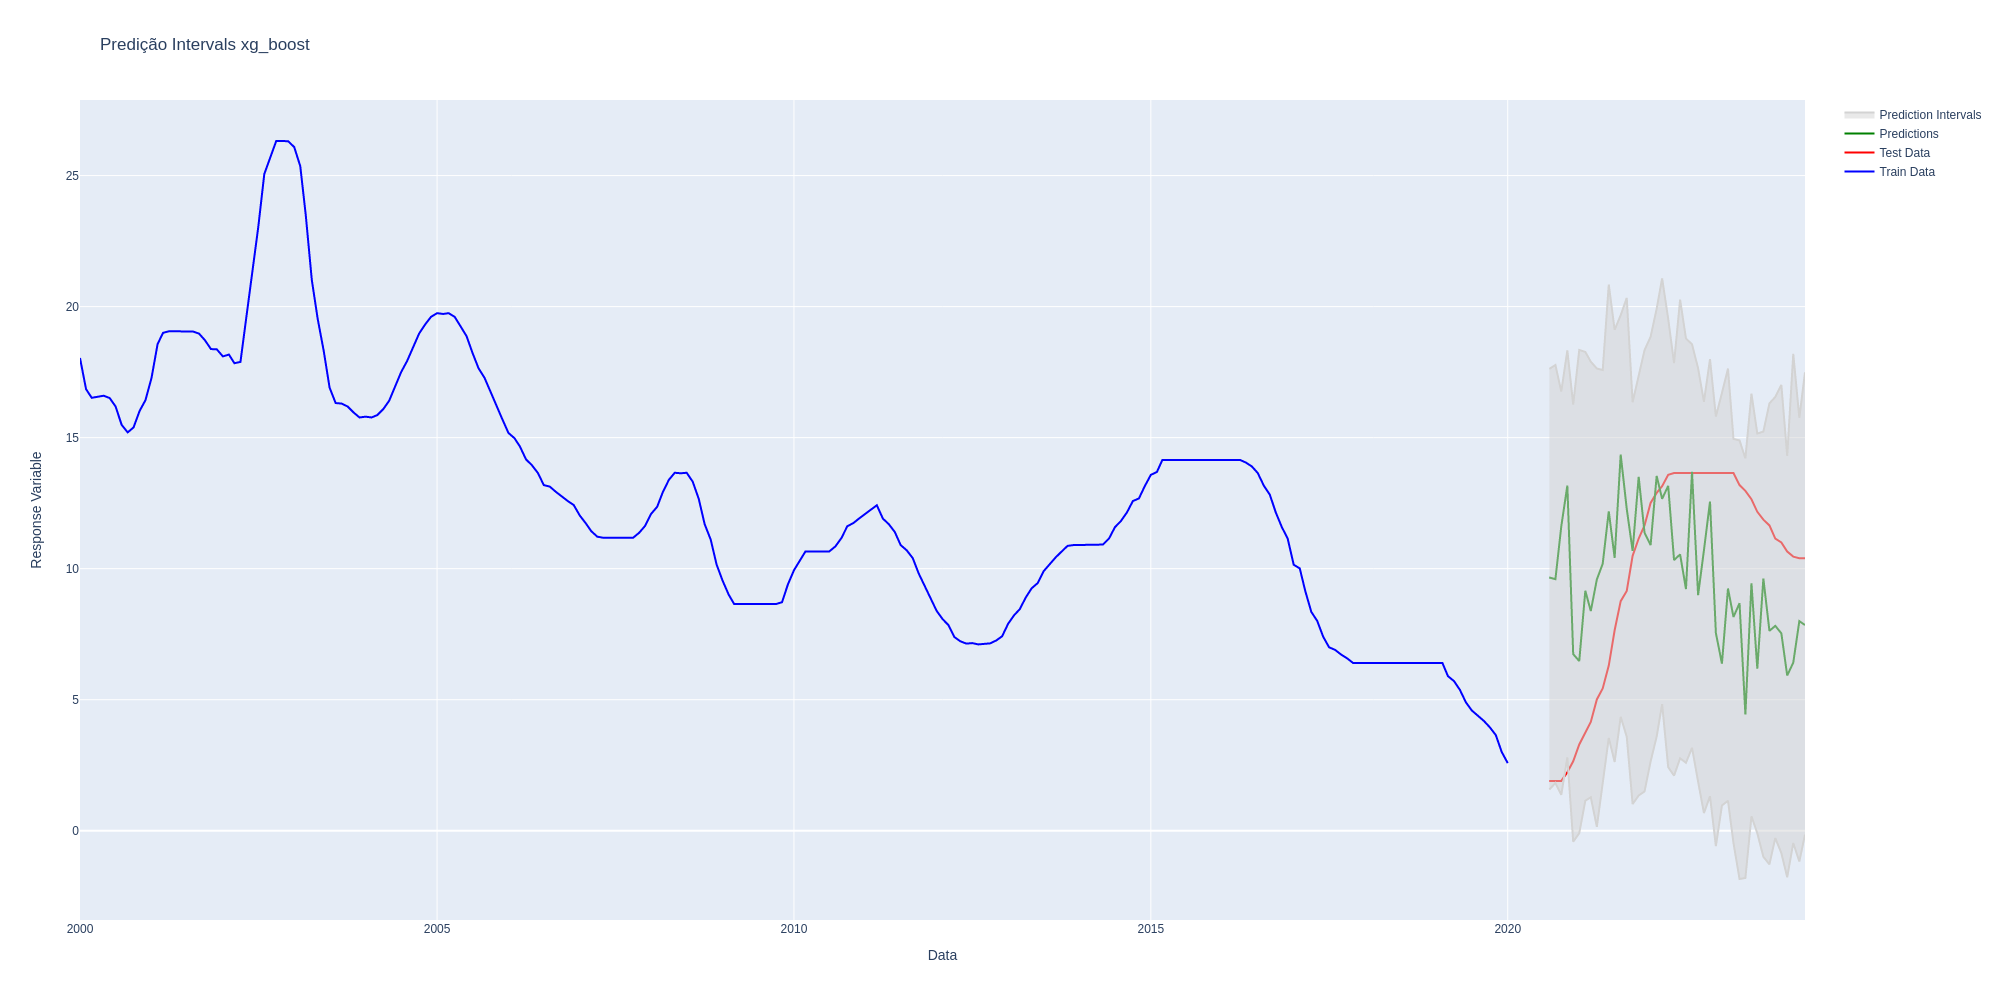 Predição Intervals xg_boost
Prediction Intervals
Predictions
Test Data
Train Data
Response Variable
25
20
15
10
5
0
2000
2005
2010
2015
2020
Data